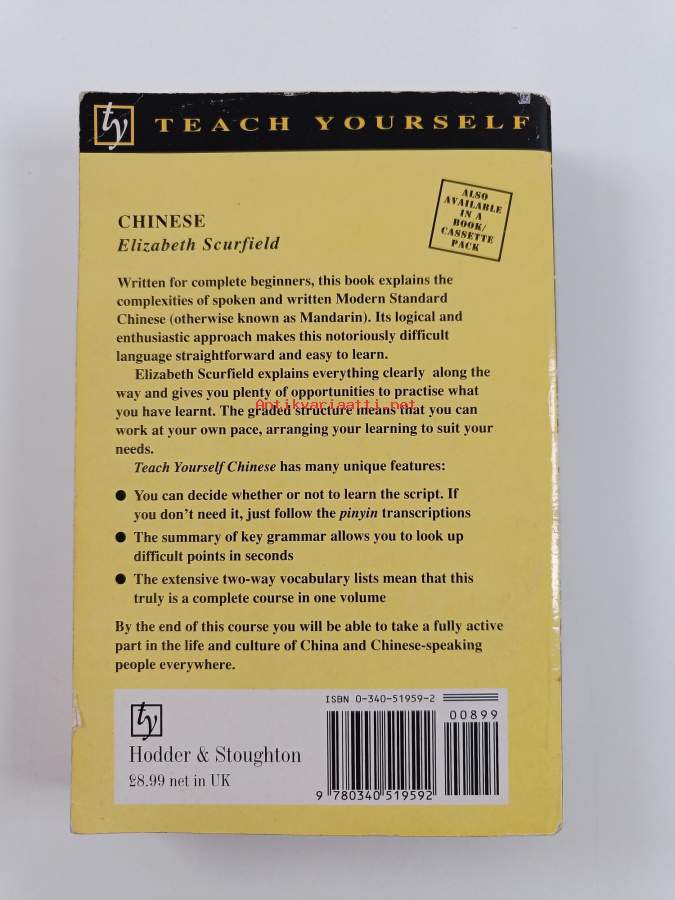 ty TEACH YOURSELF
ALSO
AVAILABLE
IN A
BOOK/
CASSETTE
PACK
CHINESE
Elizabeth Scurfield
Written for complete beginners, this book explains the
complexities of spoken and written Modern Standard
Chinese (otherwise known as Mandarin). Its logical and
enthusiastic approach makes this notoriously difficult
language straightforward and easy to learn.
Elizabeth Scurfield explains everything clearly along the
way and gives you plenty of opportunities to practise what
you have learnt. The graded structure means that you can
Antikvariaatti.net
work at your own pace, arranging your learning to suit your
needs.
Teach Yourself Chinese has many unique features:
● You can decide whether or not to learn the script. If
you don't need it, just follow the pinyin transcriptions
● The summary of key grammar allows you to look up
difficult points in seconds
● The extensive two-way vocabulary lists mean that this
truly is a complete course in one volume
By the end of this course you will be able to take a fully active
part in the life and culture of China and Chinese-speaking
people everywhere.
ty
Hodder & Stoughton
£8.99 net in UK
ISBN 0-340-51959-2
00899
9 780340 519592